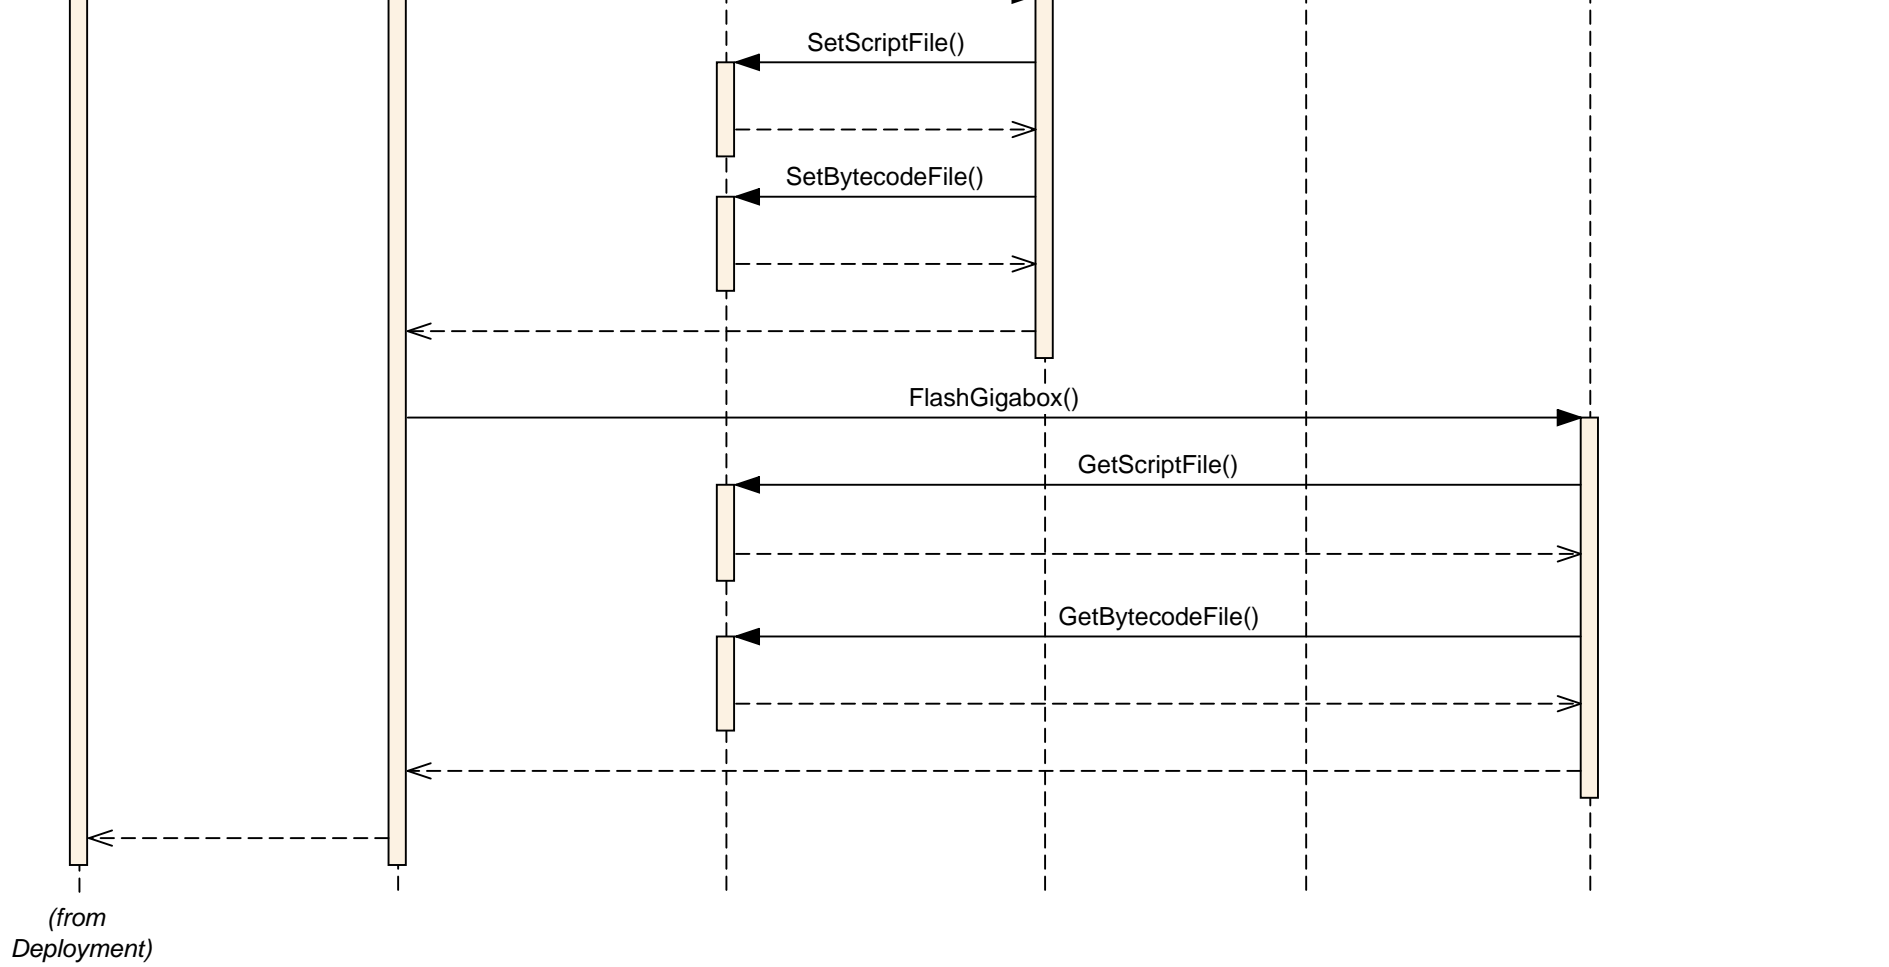 SetScriptFile()
SetBytecodeFile()
FlashGigabox()
GetScriptFile()
GetBytecodeFile()
(from
Deployment)